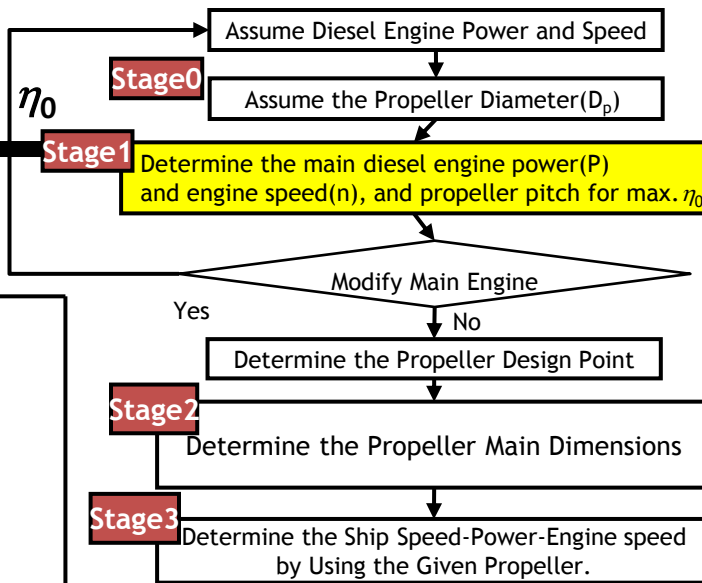 Assume Diesel Engine Power and Speed
Stage0
η0
Assume the Propeller Diameter(Dp)
Stage1
Determine the main diesel engine power(P)
and engine speed(n), and propeller pitch for max. η0
Modify Main Engine
Yes
No
Determine the Propeller Design Point
Stage2
Determine the Propeller Main Dimensions
Stage3
Determine the Ship Speed-Power-Engine speed
by Using the Given Propeller.